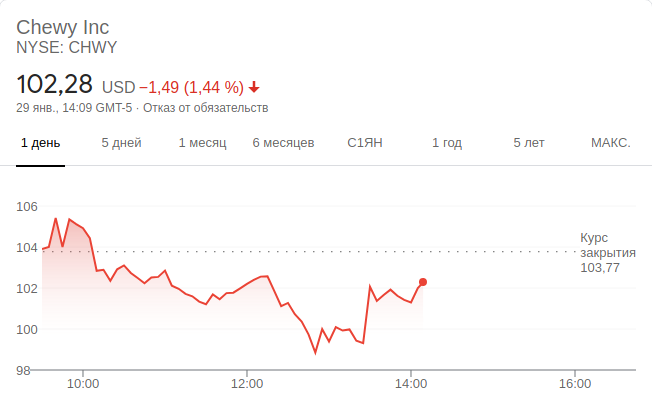 Chewy Inc
NYSE: CHWY
102,28 USD −1,49 (1,44 %)
29 янв., 14:09 GMT-5 · Отказ от обязательств
1 день 5 дней 1 месяц 6 месяцев С1ЯН 1 год 5 лет МАКС.
106
104
102
100
98
Курс
закрытия
103,77
10:00 12:00 14:00 16:00